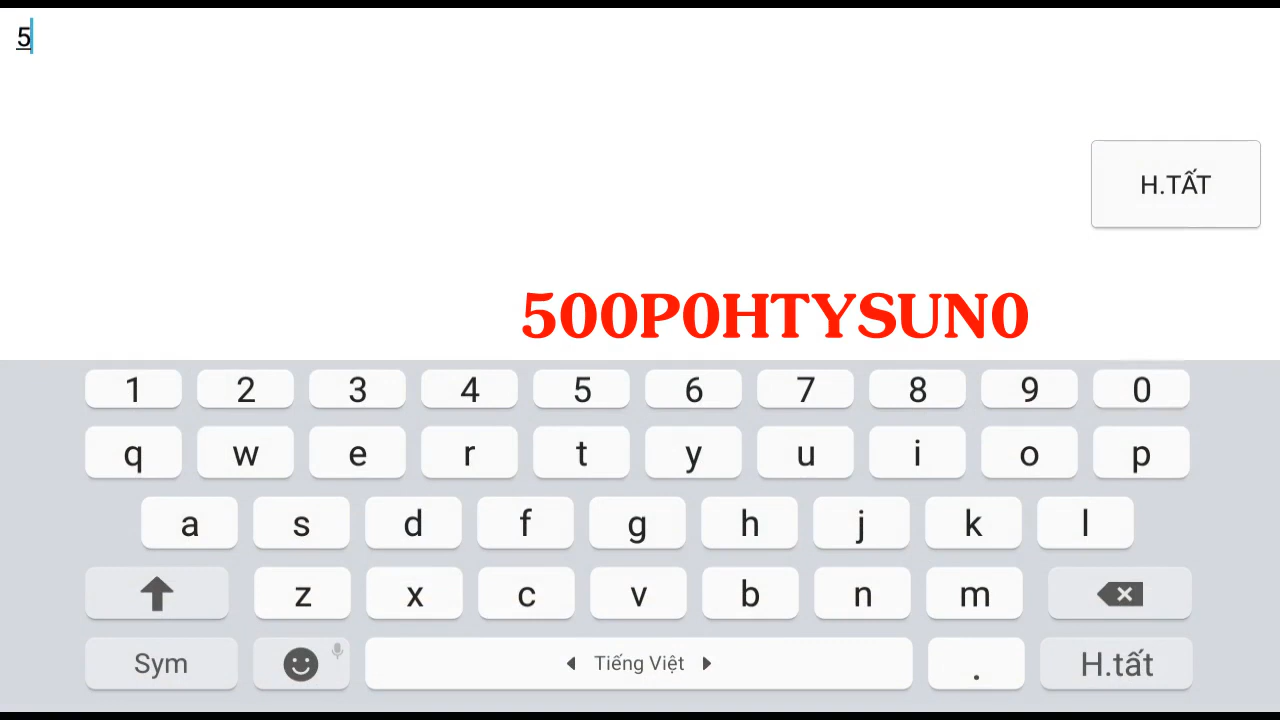 5
H.TẤT
500P0HTYSUN0
1 2 3 4 5 6 7 8 9 0
q w e r t y u i o p
a s d f g h j k l
z x c v b n m
Sym Tiếng Việt . H.tất